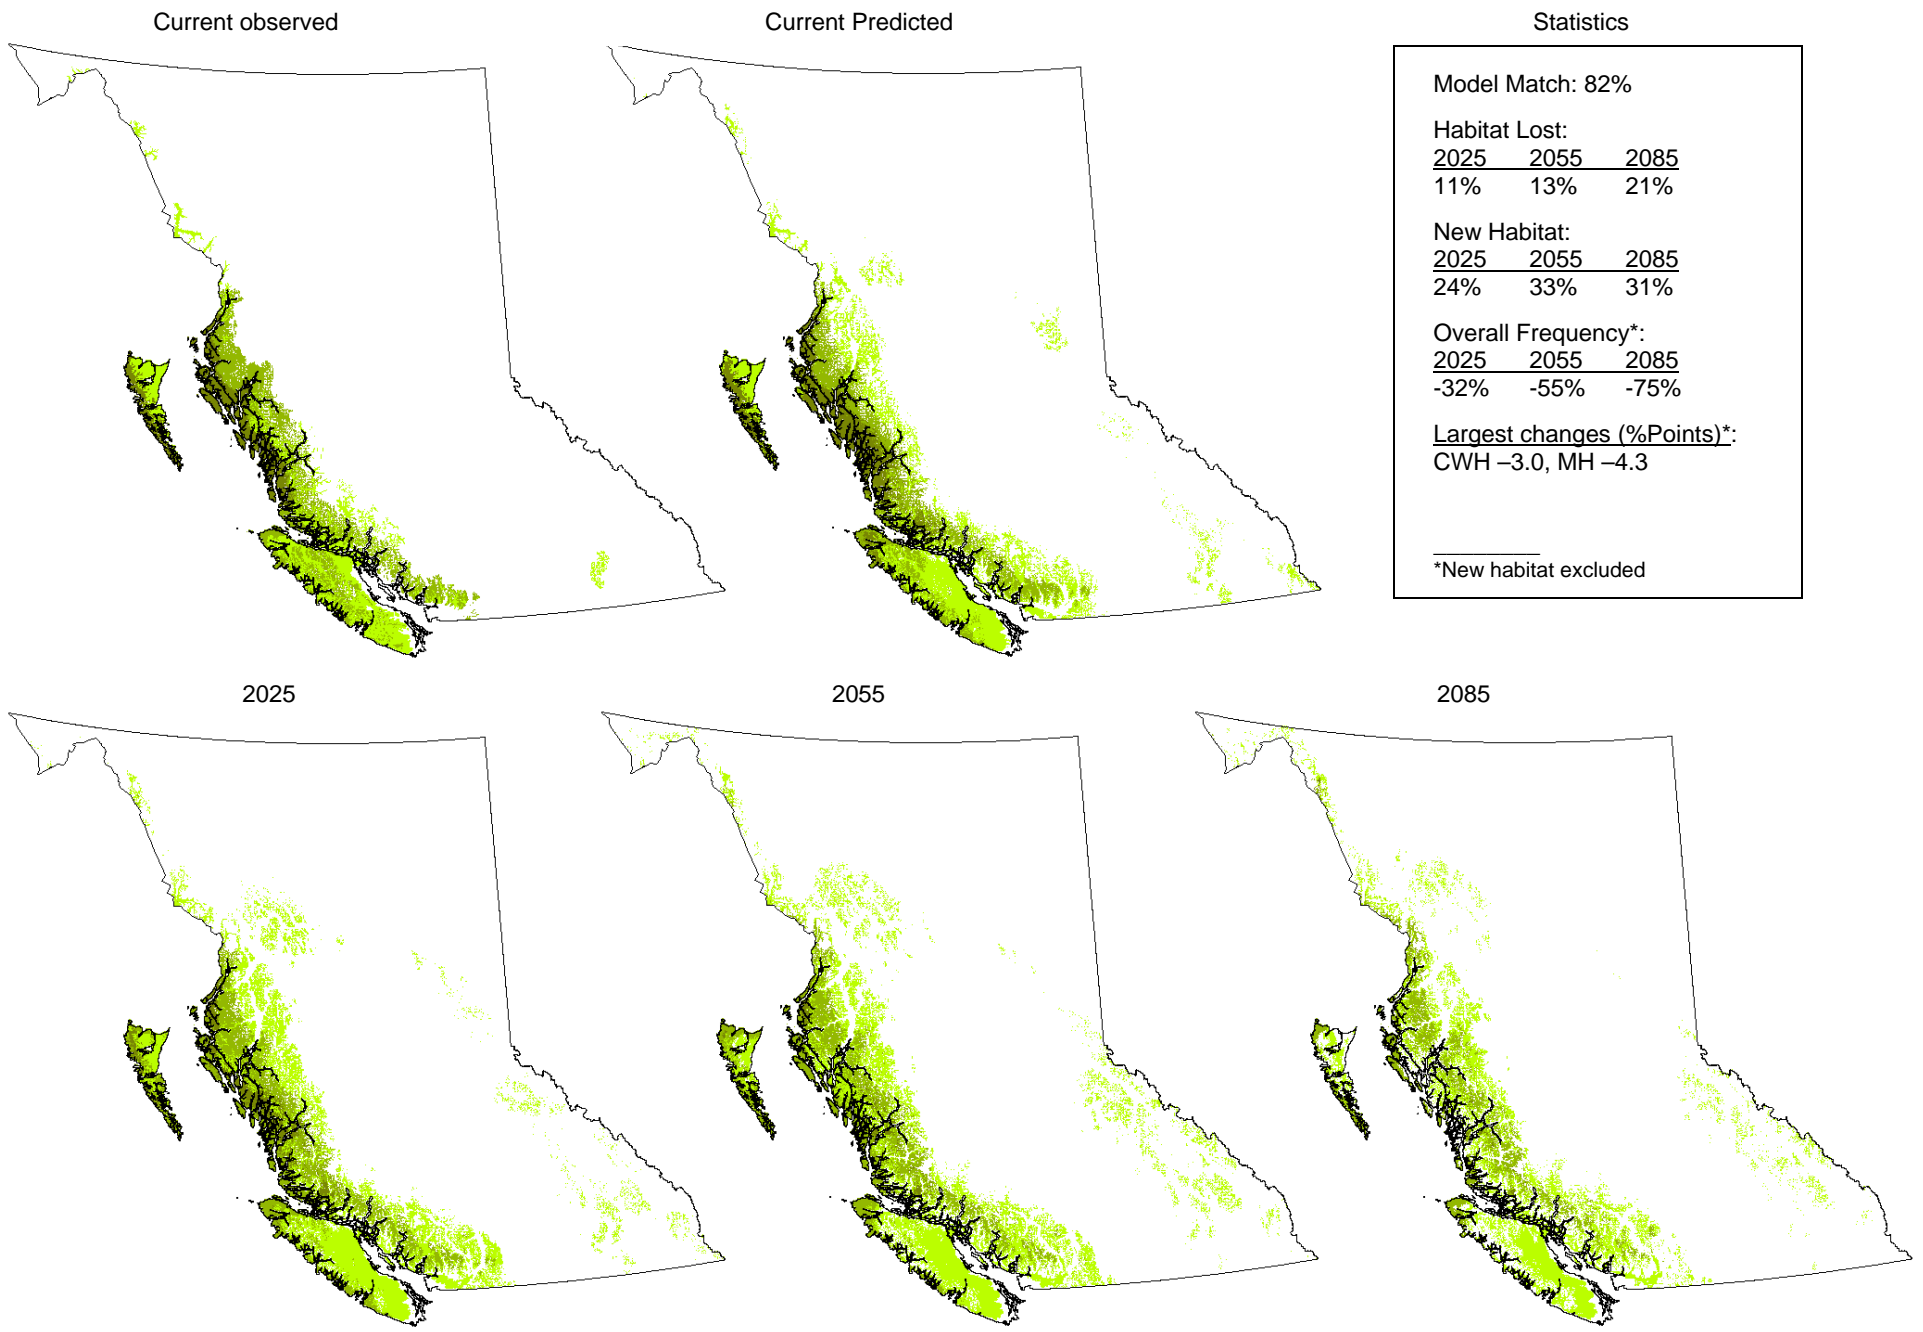 Current observed
Current Predicted
Statistics
Model Match: 82%
Habitat Lost:
2025 2055 2085
11% 13% 21%
New Habitat:
2025 2055 2085
24% 33% 31%
Overall Frequency*:
2025 2055 2085
-32% -55% -75%
Largest changes (%Points)*:
CWH –3.0, MH –4.3
*New habitat excluded
2025
2055
2085